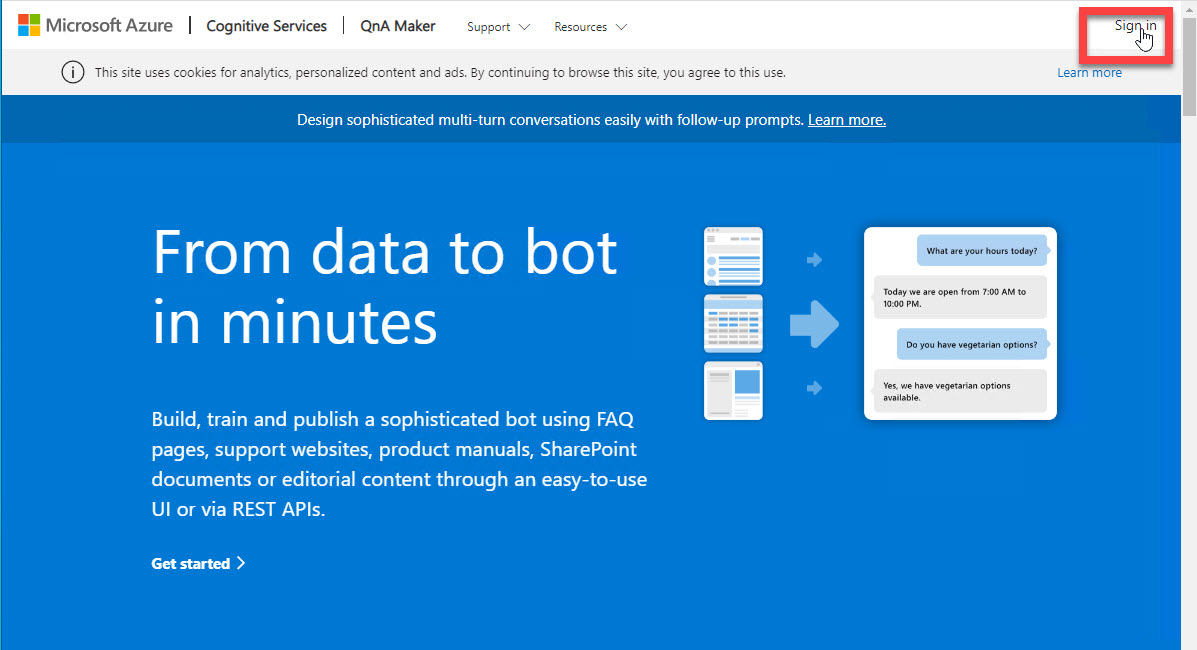 Microsoft Azure | Cognitive Services | QnA Maker Support Resources Sign in
This site uses cookies for analytics, personalized content and ads. By continuing to browse this site, you agree to this use. Learn more
Design sophisticated multi-turn conversations easily with follow-up prompts. Learn more.
From data to bot
in minutes
Build, train and publish a sophisticated bot using FAQ
pages, support websites, product manuals, SharePoint
documents or editorial content through an easy-to-use
UI or via REST APIs.
Get started
What are your hours today?
Today we are open from 7:00 AM to
10:00 PM.
Do you have vegetarian options?
Yes, we have vegetarian options
available.